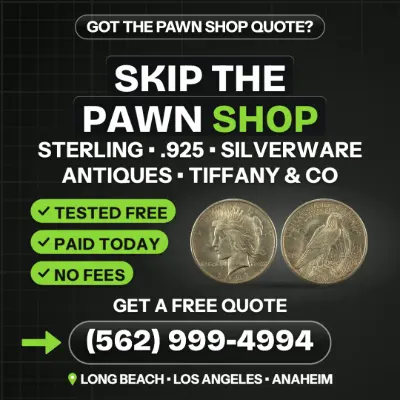 GOT THE PAWN SHOP QUOTE?
SKIP THE
PAWN SHOP
STERLING ▪ .925 ▪ SILVERWARE
ANTIQUES ▪ TIFFANY & CO
TESTED FREE
PAID TODAY
NO FEES
GET A FREE QUOTE
(562) 999-4994
LONG BEACH ▪ LOS ANGELES ▪ ANAHEIM